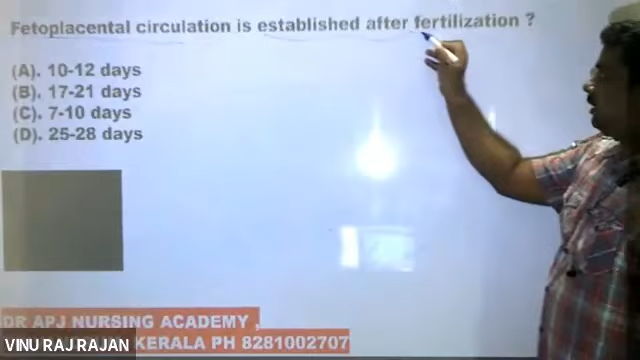 Fetoplacental circulation is established after fertilization ?
(A). 10-12 days
(B). 17-21 days
(C). 7-10 days
(D). 25-28 days
DR APJ NURSING ACADEMY ,
KERALA PH 8281002707
VINU RAJ RAJAN